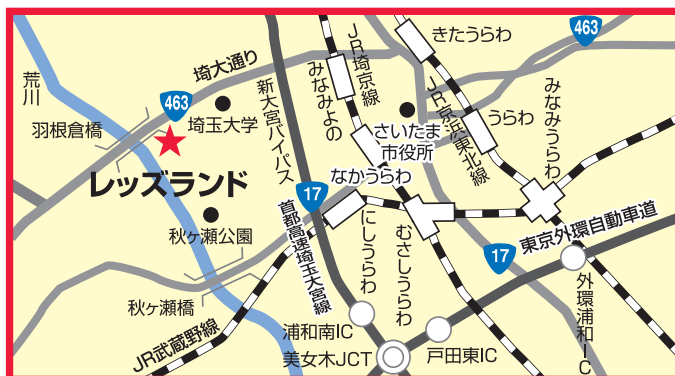 463
きたうらわ
463
荒川
埼大通り
新大宮バイパス
みなみよの
JR埼京線
うらわ
みなみうらわ
羽根倉橋
埼玉大学
さいたま
市役所
JR京浜東北線
レッズランド
なかうらわ
17
秋ヶ瀬公園
首都高速埼玉大宮線
にしうらわ
むさしうらわ
17
東京外環自動車道
秋ヶ瀬橋
外環浦和IC
JR武蔵野線
浦和南IC
美女木JCT
戸田東IC